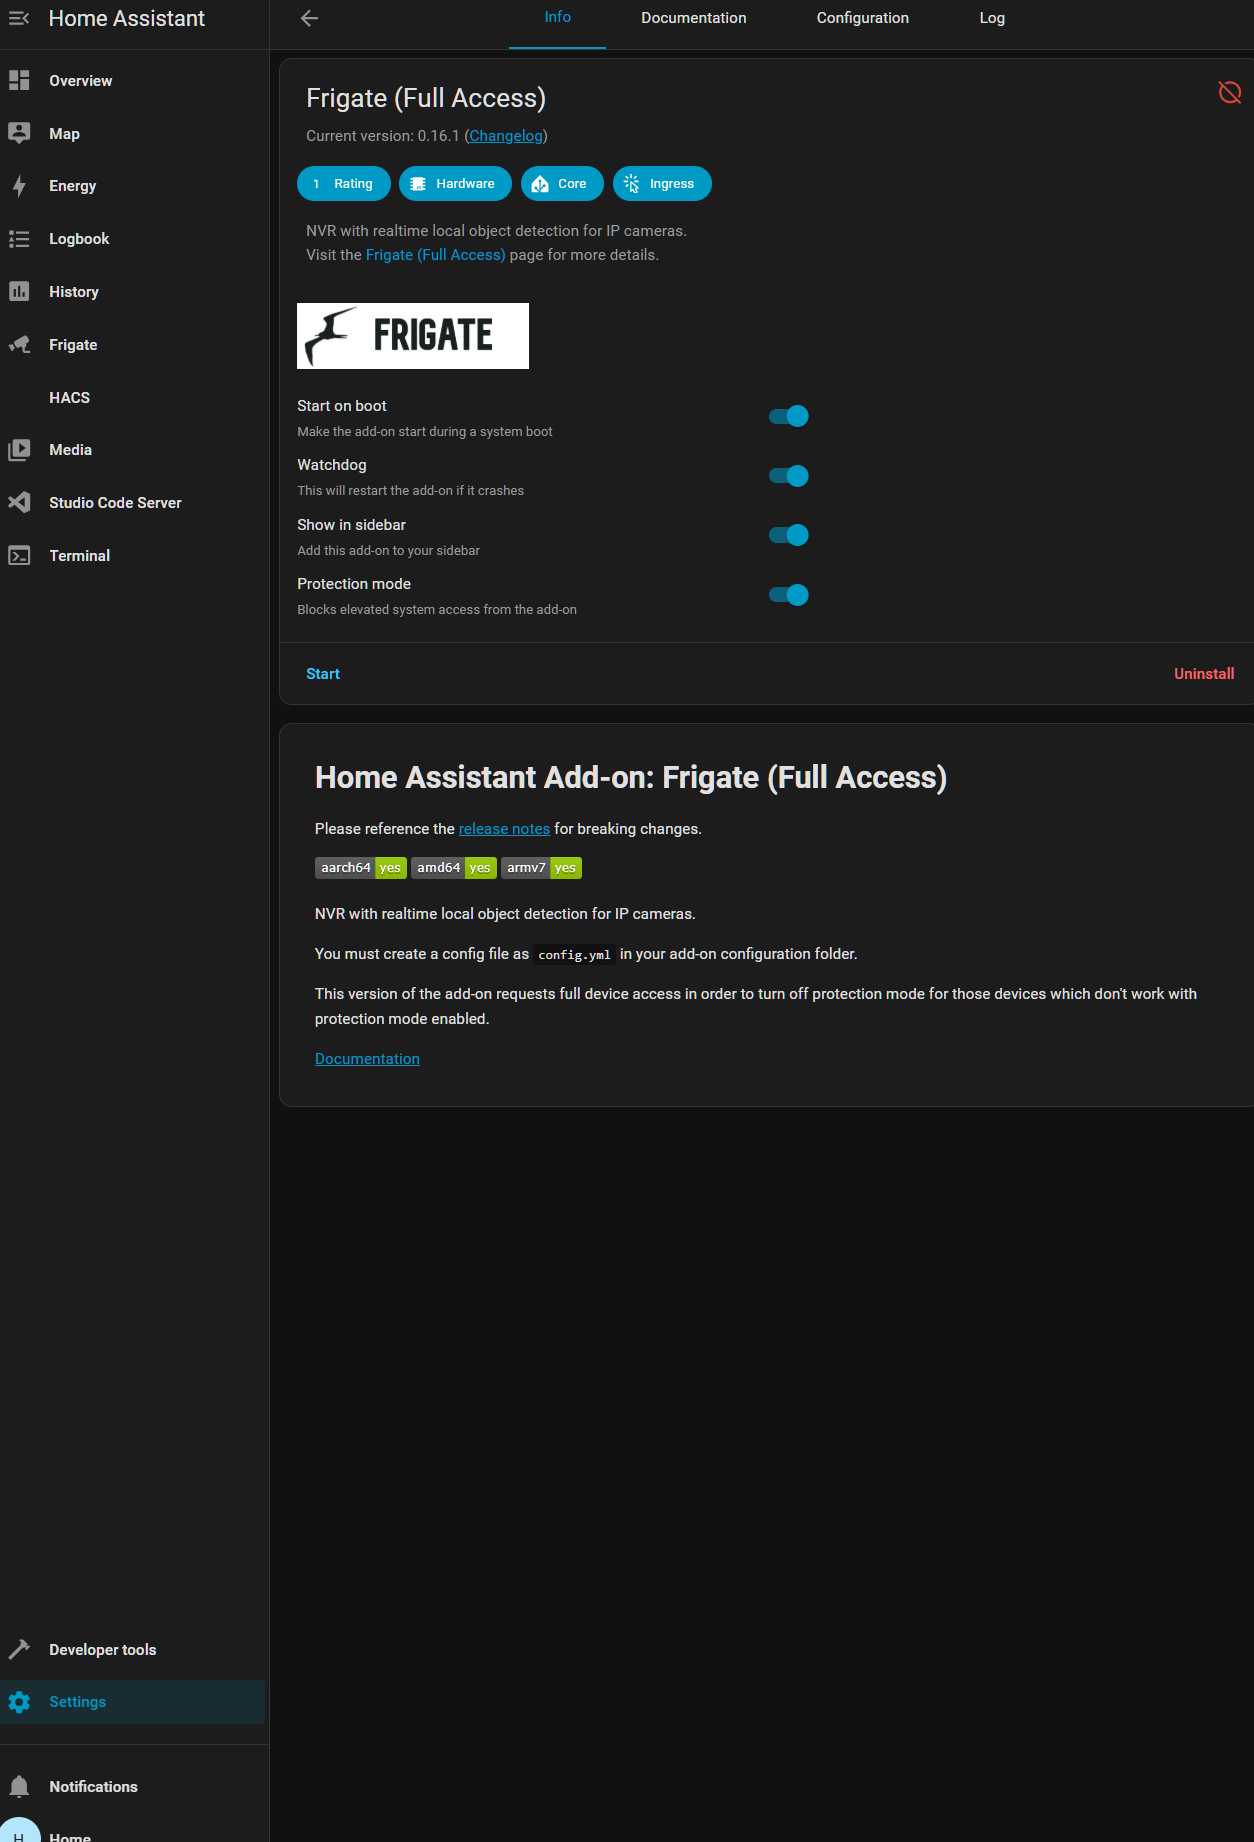 Home Assistant
Info
Documentation
Configuration
Log
Overview
Map
Energy
Logbook
History
Frigate
HACS
Media
Studio Code Server
Terminal
Developer tools
Settings
Notifications
H
Home
Frigate (Full Access)
Current version: 0.16.1 (Changelog)
1 Rating
Hardware
Core
Ingress
NVR with realtime local object detection for IP cameras.
Visit the Frigate (Full Access) page for more details.
FRIGATE
Start on boot
Make the add-on start during a system boot
Watchdog
This will restart the add-on if it crashes
Show in sidebar
Add this add-on to your sidebar
Protection mode
Blocks elevated system access from the add-on
Start
Uninstall
Home Assistant Add-on: Frigate (Full Access)
Please reference the release notes for breaking changes.
aarch64 yes amd64 yes armv7 yes
NVR with realtime local object detection for IP cameras.
You must create a config file as config.yml in your add-on configuration folder.
This version of the add-on requests full device access in order to turn off protection mode for those devices which don't work with
protection mode enabled.
Documentation